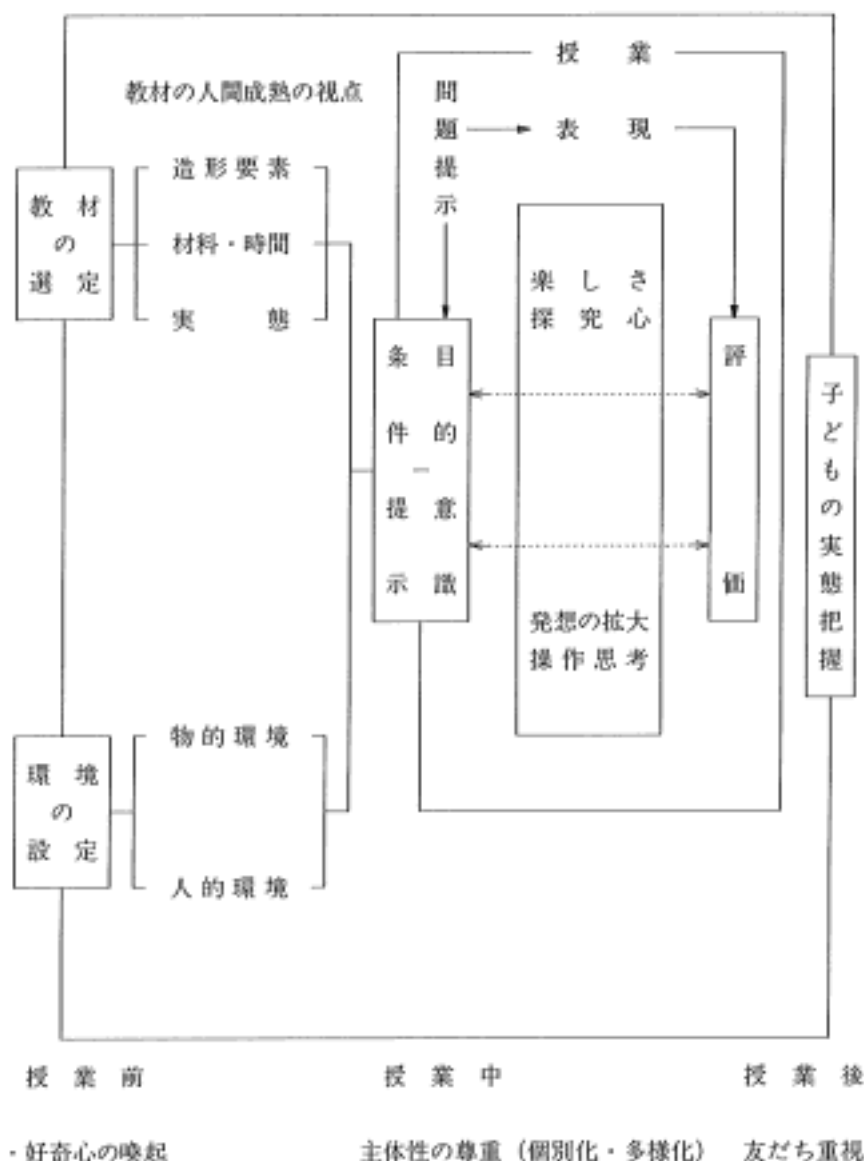 授業
教材の人間成熟の視点
問題提示
表現
造形要素
教材の選定
材料・時間
実態
楽しさ
探究心
目的意識
ー
条件提示
評価
子どもの実態把握
発想の拡大
操作思考
物的環境
環境の設定
人的環境
授業前
授業中
授業後
・好奇心の喚起
主体性の尊重（個別化・多様化）
友だち重視